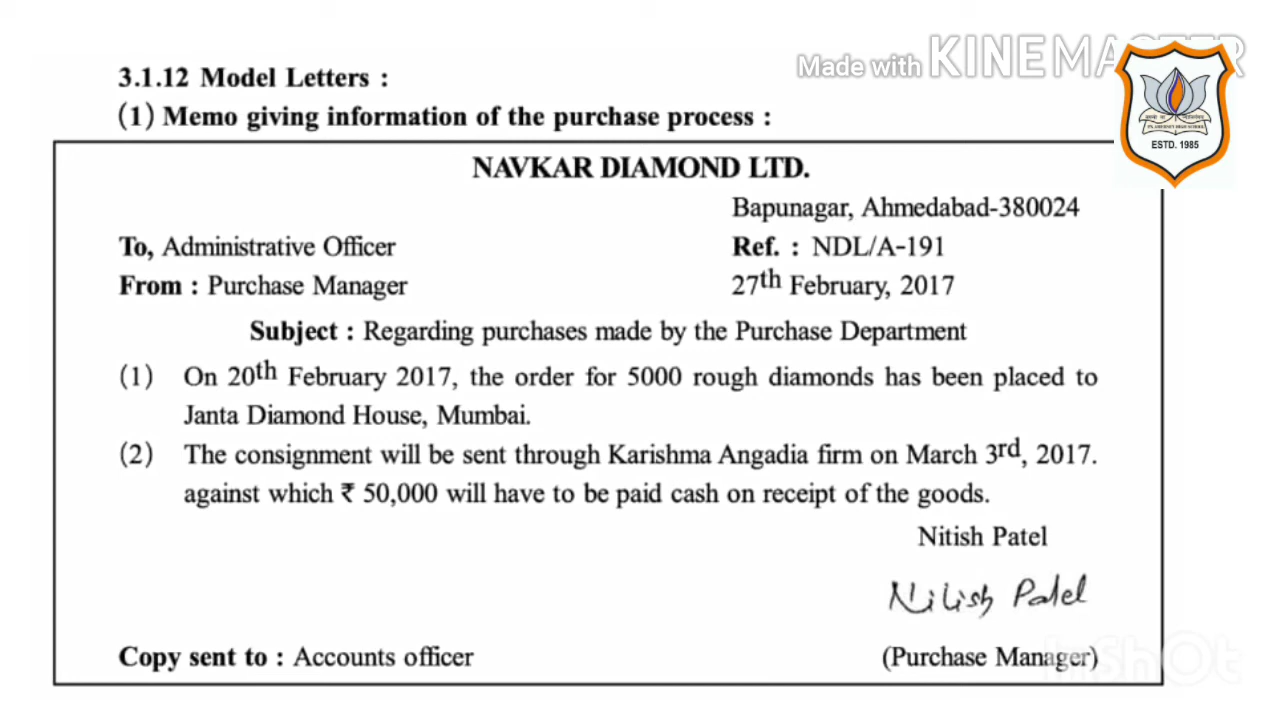 Made with KINEMASTER
3.1.12 Model Letters :
(1) Memo giving information of the purchase process :
ESTD. 1985
NAVKAR DIAMOND LTD.
Bapunagar, Ahmedabad-380024
To, Administrative Officer
Ref. : NDL/A-191
From : Purchase Manager
27th February, 2017
Subject : Regarding purchases made by the Purchase Department
(1) On 20th February 2017, the order for 5000 rough diamonds has been placed to
Janta Diamond House, Mumbai.
(2) The consignment will be sent through Karishma Angadia firm on March 3rd, 2017.
against which ₹ 50,000 will have to be paid cash on receipt of the goods.
Nitish Patel
Nitish Patel
Copy sent to : Accounts officer
(Purchase Manager)
InShOt